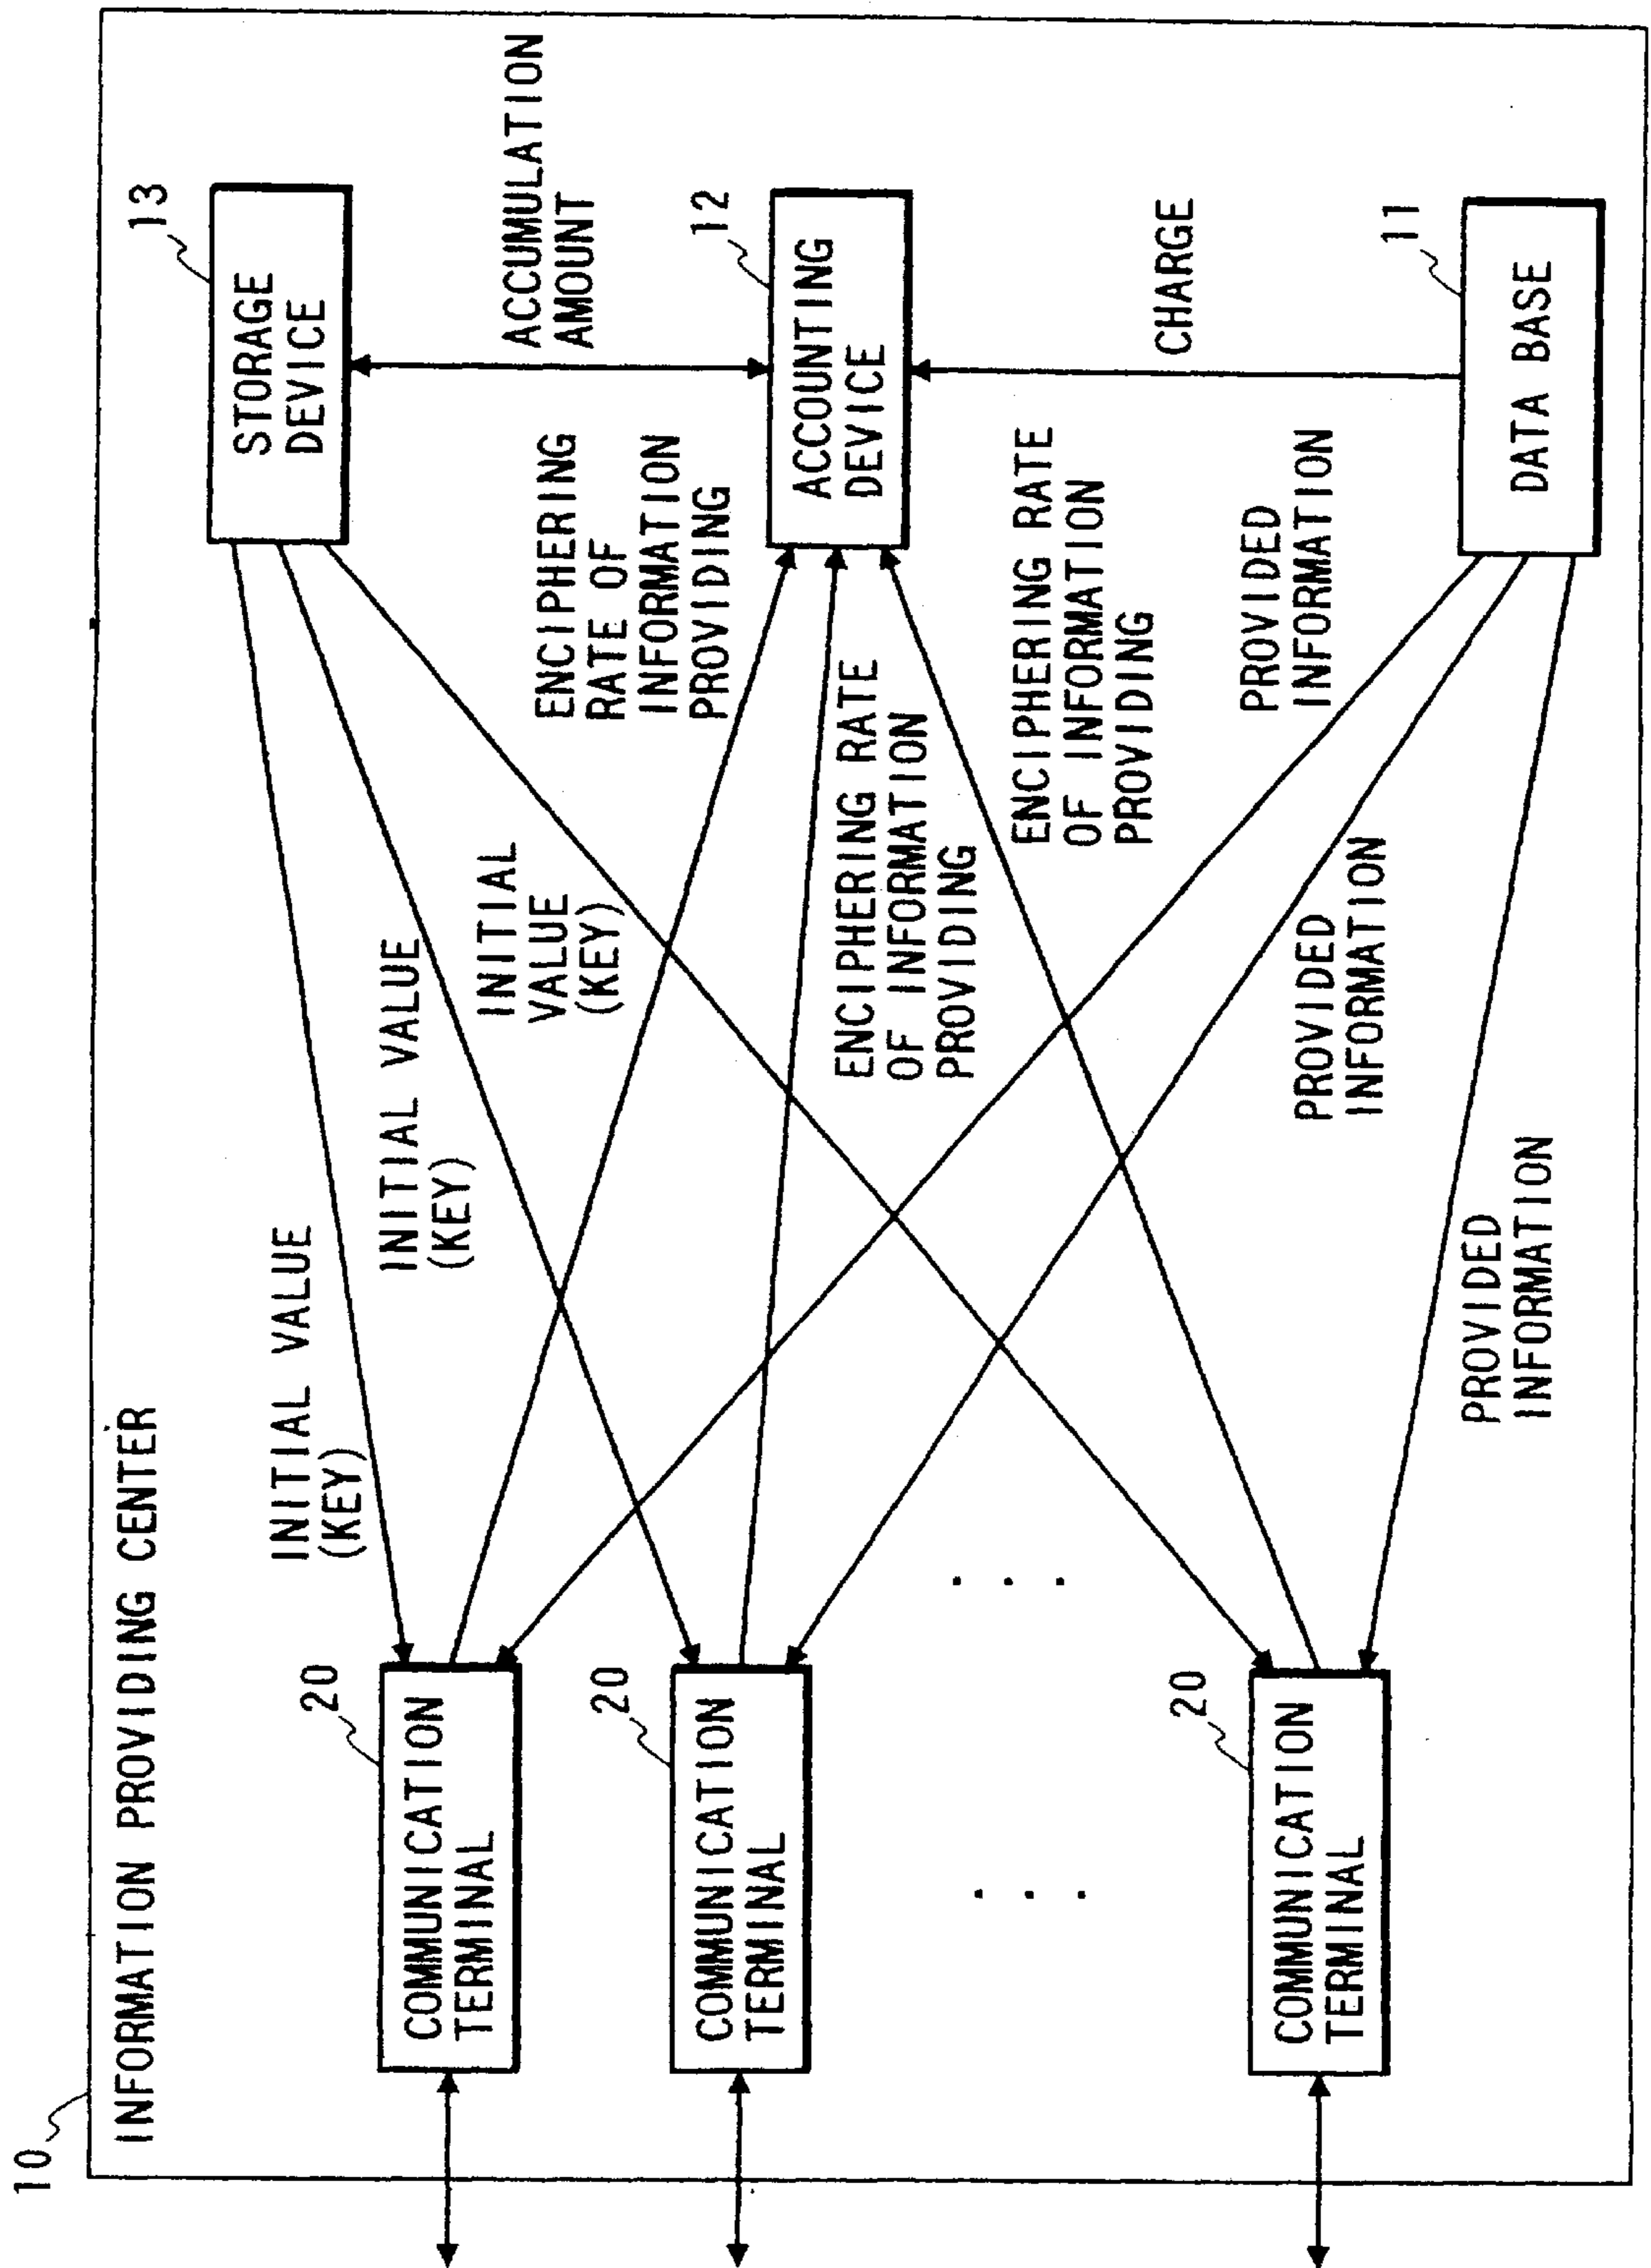 10
INFORMATION PROVIDING CENTER
13
STORAGE
DEVICE
ACCUMULATION
AMOUNT
12
ACCOUNTING
DEVICE
CHARGE
11
DATA BASE
INITIAL VALUE
(KEY)
INITIAL VALUE
(KEY)
INITIAL
VALUE
(KEY)
ENCIPHERING
RATE OF
INFORMATION
PROVIDING
ENCIPHERING RATE
OF INFORMATION
PROVIDING
ENCIPHERING RATE
OF INFORMATION
PROVIDING
PROVIDED
INFORMATION
PROVIDED
INFORMATION
PROVIDED
INFORMATION
20
COMMUNICATION
TERMINAL
20
COMMUNICATION
TERMINAL
. . .
. . .
20
COMMUNICATION
TERMINAL